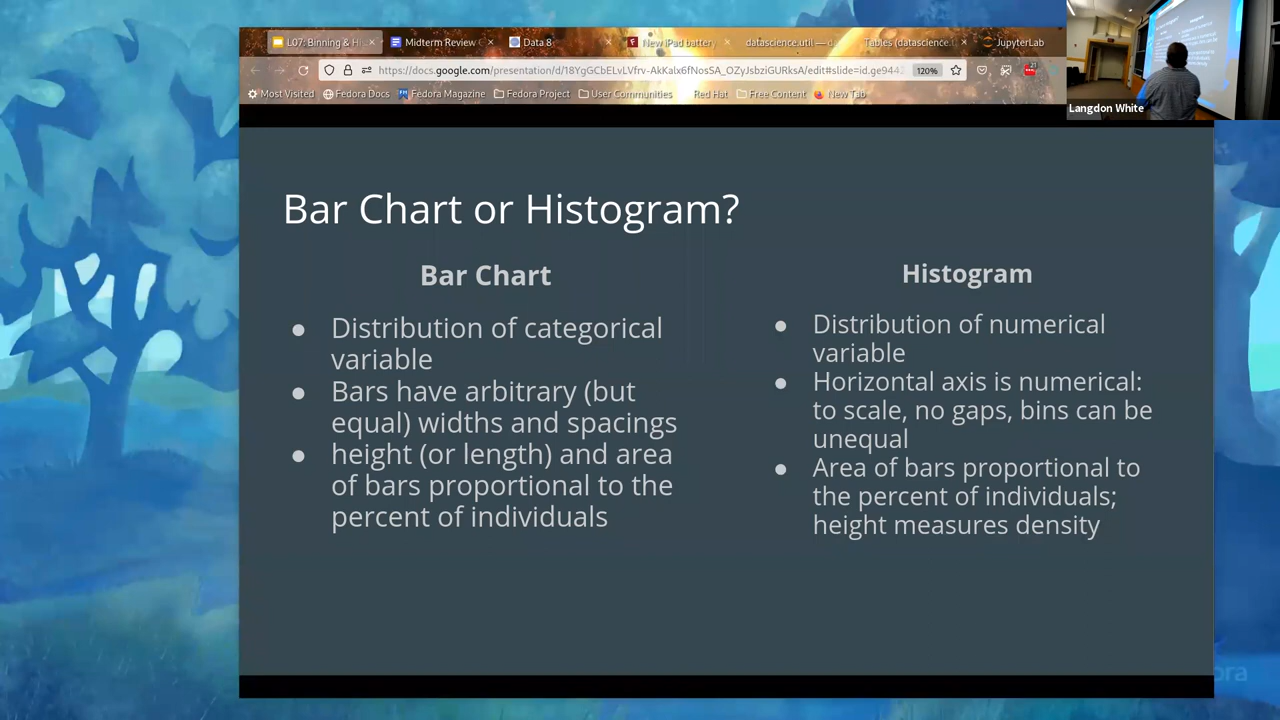 L07: Binning & Hi
Midterm Review
Data 8
New iPad battery
datascience.util — da
Tables (datascience.t
JupyterLab
https://docs.google.com/presentation/d/18YgGCbELvLVfrv-AkKalx6fNosSA_OZyJsbziGURksA/edit#slide=id.ge944
120%
Most Visited
Fedora Docs
Fedora Magazine
Fedora Project
User Communities
Red Hat
Free Content
New Tab
Langdon White
Bar Chart or Histogram?
Bar Chart
● Distribution of categorical
variable
● Bars have arbitrary (but
equal) widths and spacings
● height (or length) and area
of bars proportional to the
percent of individuals
Histogram
● Distribution of numerical
variable
● Horizontal axis is numerical:
to scale, no gaps, bins can be
unequal
● Area of bars proportional to
the percent of individuals;
height measures density
ora